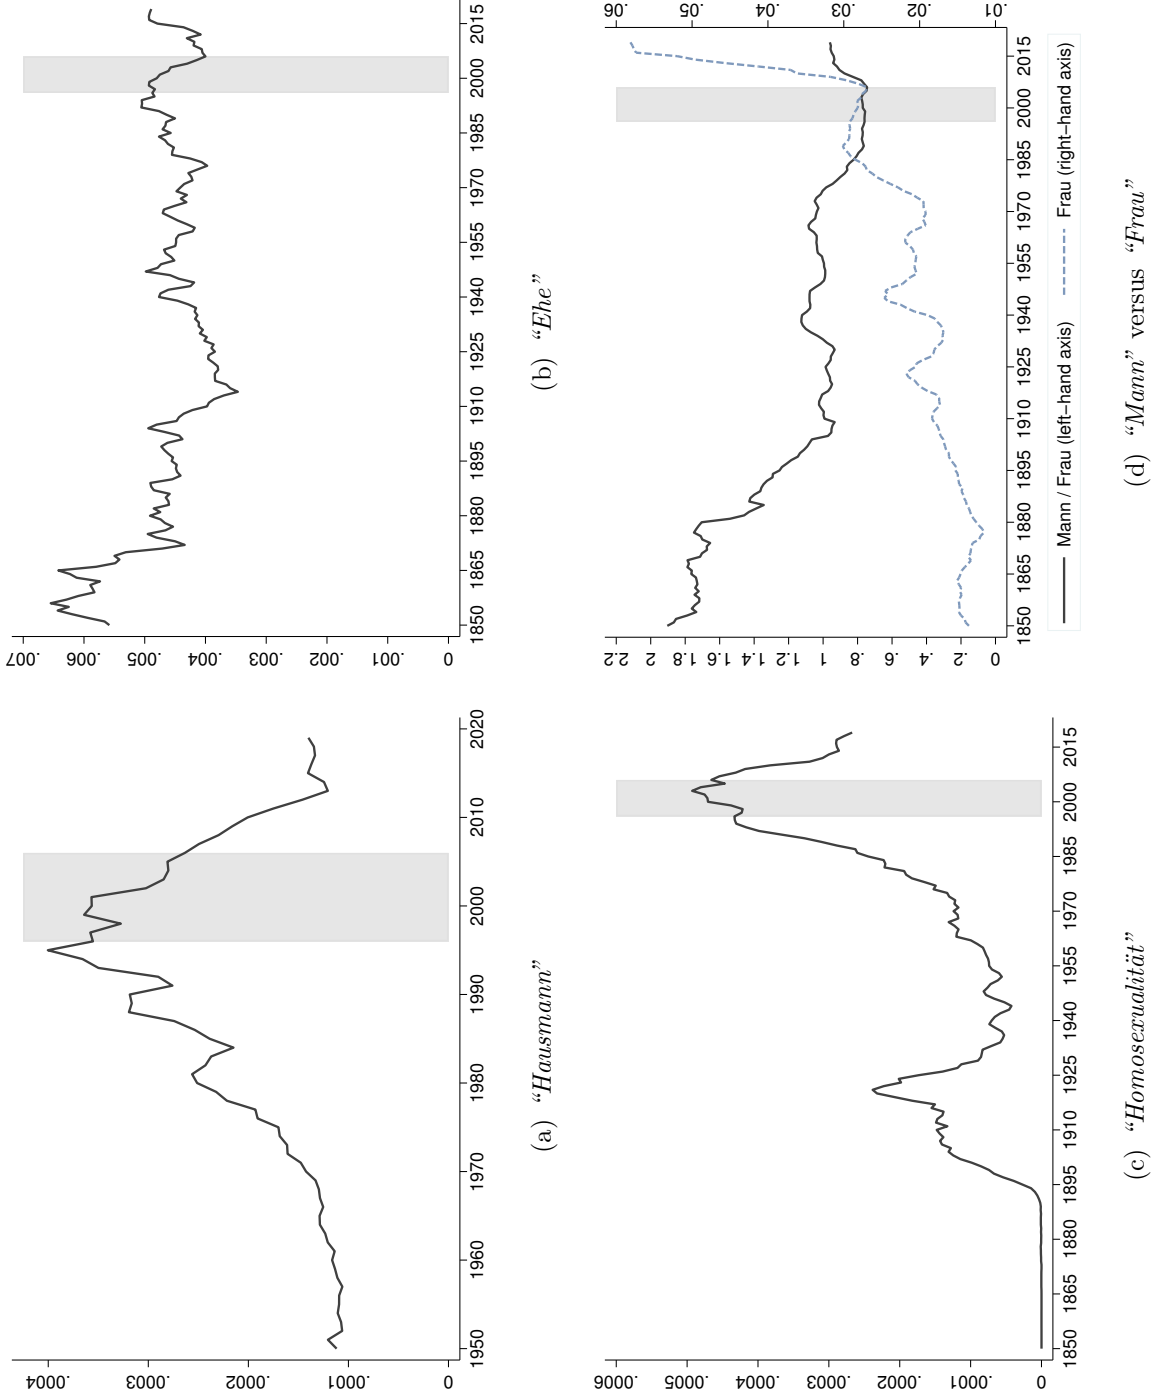 0 .0001 .0002 .0003 .0004
1950 1960 1970 1980 1990 2000 2010 2020
(a) “Hausmann”
0 .001 .002 .003 .004 .005 .006 .007
1850 1865 1880 1895 1910 1925 1940 1955 1970 1985 2000 2015
(b) “Ehe”
0 .0001 .0002 .0003 .0004 .0005 .0006
1850 1865 1880 1895 1910 1925 1940 1955 1970 1985 2000 2015
(c) “Homosexualität”
0 .2 .4 .6 .8 1 1.2 1.4 1.6 1.8 2 2.2
.01 .02 .03 .04 .05 .06
1850 1865 1880 1895 1910 1925 1940 1955 1970 1985 2000 2015
Mann / Frau (left−hand axis) Frau (right−hand axis)
(d) “Mann” versus “Frau”